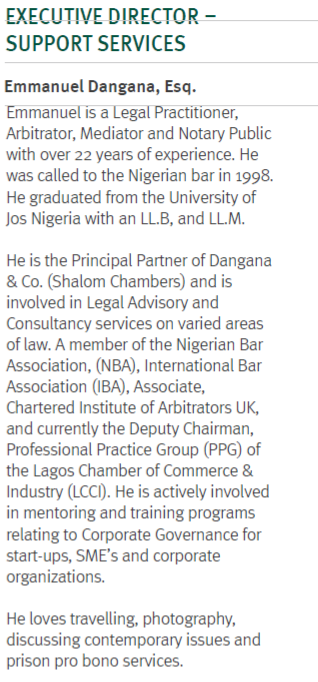 EXECUTIVE DIRECTOR –
SUPPORT SERVICES
Emmanuel Dangana, Esq.
Emmanuel is a Legal Practitioner,
Arbitrator, Mediator and Notary Public
with over 22 years of experience. He
was called to the Nigerian bar in 1998.
He graduated from the University of
Jos Nigeria with an LL.B, and LL.M.
He is the Principal Partner of Dangana
& Co. (Shalom Chambers) and is
involved in Legal Advisory and
Consultancy services on varied areas
of law. A member of the Nigerian Bar
Association, (NBA), International Bar
Association (IBA), Associate,
Chartered Institute of Arbitrators UK,
and currently the Deputy Chairman,
Professional Practice Group (PPG) of
the Lagos Chamber of Commerce &
Industry (LCCI). He is actively involved
in mentoring and training programs
relating to Corporate Governance for
start-ups, SME's and corporate
organizations.
He loves travelling, photography,
discussing contemporary issues and
prison pro bono services.